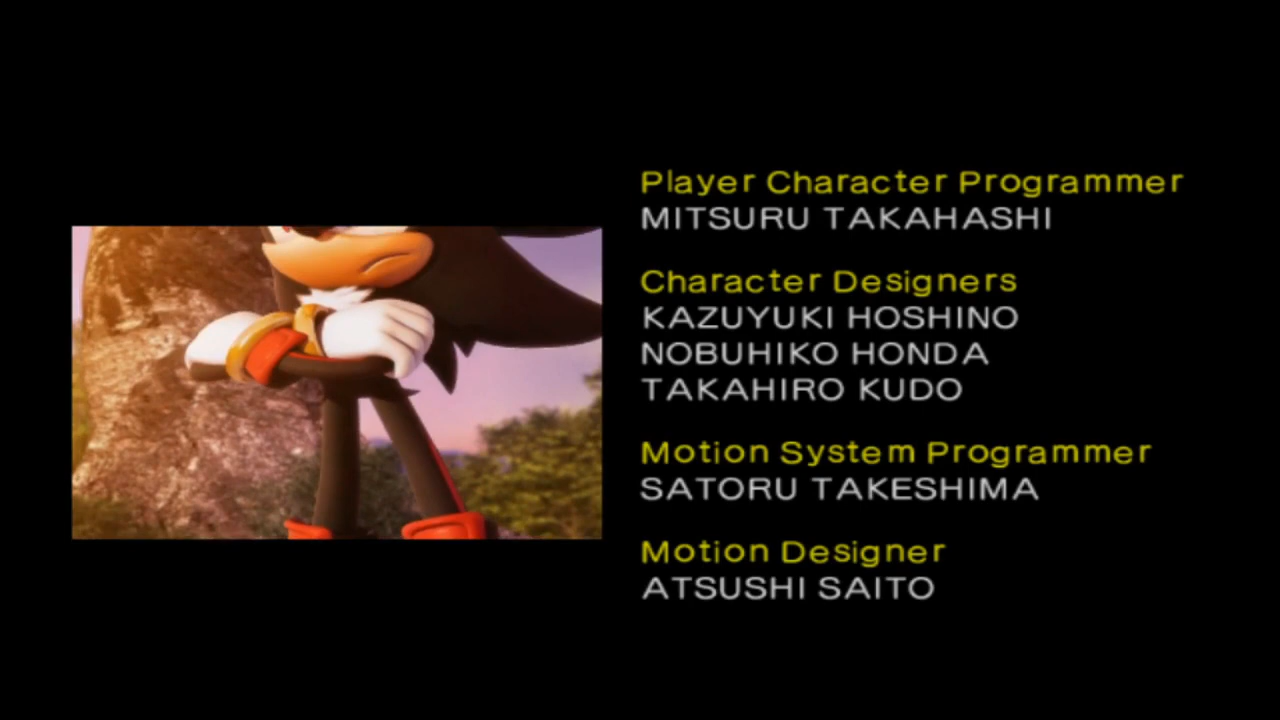 Player Character Programmer
MITSURU TAKAHASHI
Character Designers
KAZUYUKI HOSHINO
NOBUHIKO HONDA
TAKAHIRO KUDO
Motion System Programmer
SATORU TAKESHIMA
Motion Designer
ATSUSHI SAITO